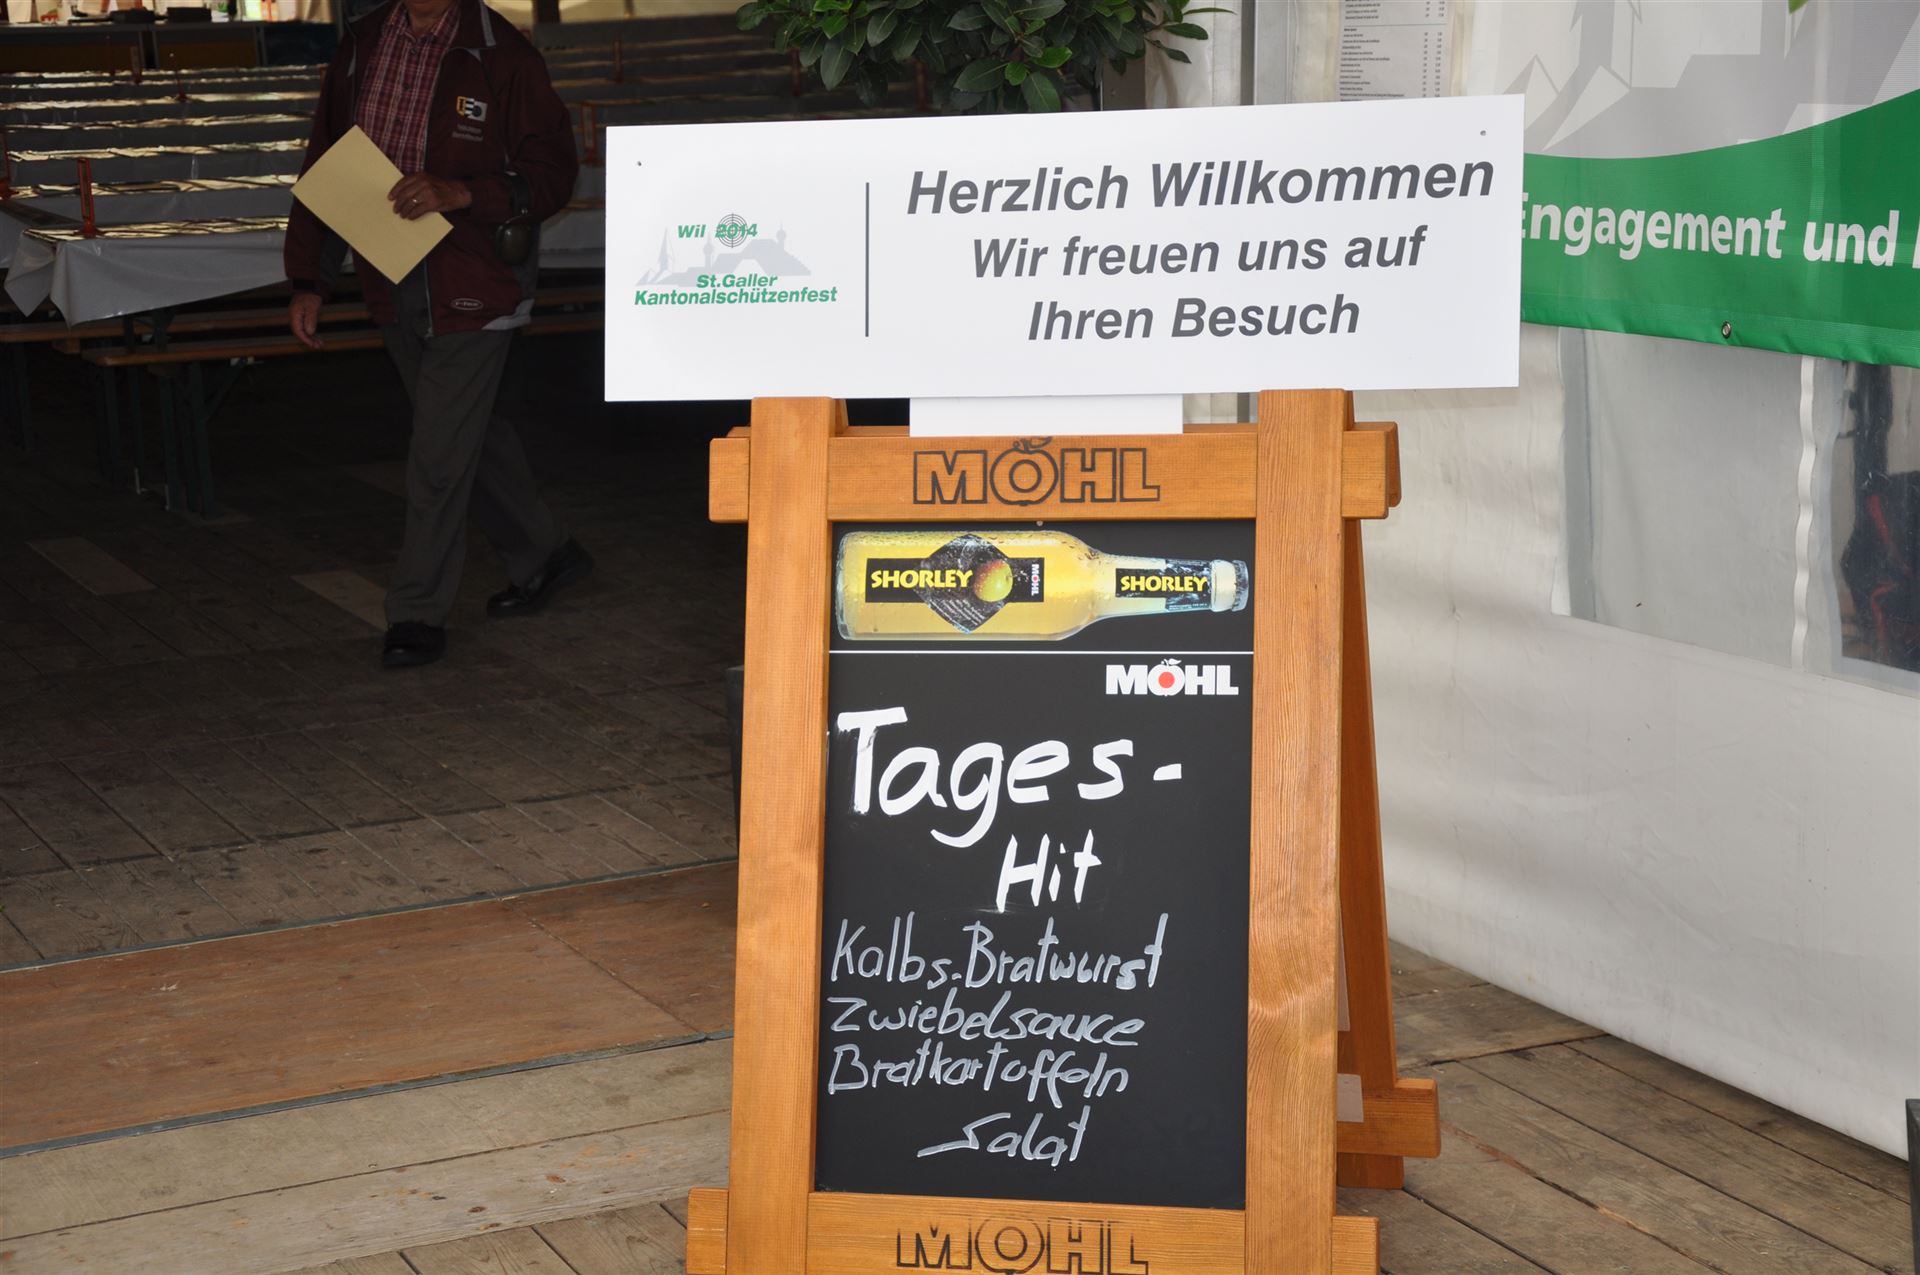 Herzlich Willkommen
Wir freuen uns auf
Ihren Besuch
Wil 2014
St.Galler
Kantonalschützenfest
Engagement und
MÖHL
SHORLEY
MÖHL
SHORLEY
MÖHL
Tages-
Hit
Kalbs-Bratwurst
Zwiebelsauce
Bratkartoffeln
Salat
MÖHL